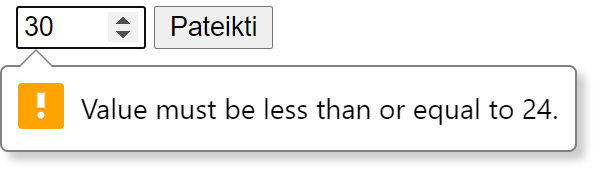 30 Pateikti
Value must be less than or equal to 24.